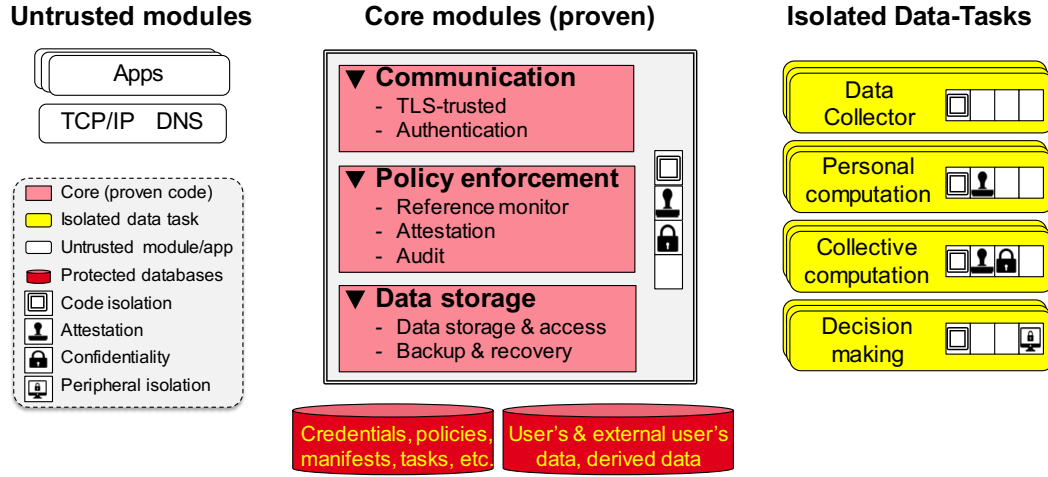 Untrusted modules
Apps
TCP/IP DNS
Core (proven code)
Isolated data task
Untrusted module/app
Protected databases
Code isolation
Attestation
Confidentiality
Peripheral isolation
Core modules (proven)
▼ Communication
- TLS-trusted
- Authentication
▼ Policy enforcement
- Reference monitor
- Attestation
- Audit
▼ Data storage
- Data storage & access
- Backup & recovery
Credentials, policies,
manifests, tasks, etc.
User's & external user's
data, derived data
Isolated Data-Tasks
Data
Collector
Personal
computation
Collective
computation
Decision
making